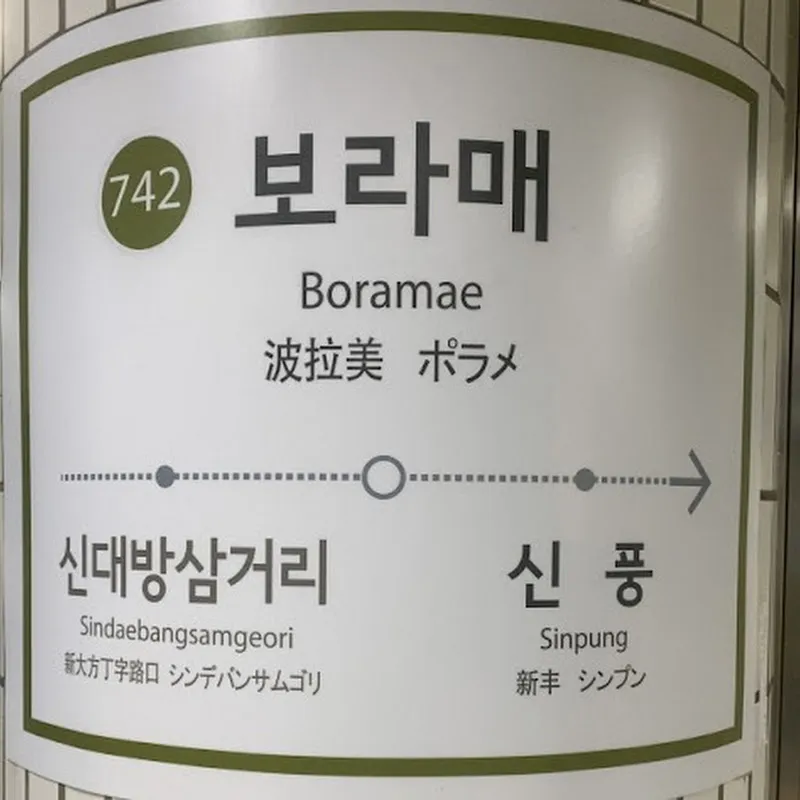 742 보라매
Boramae
波拉美 ポラメ
신대방삼거리
Sindaebangsamgeori
新大方丁字路口 シンデバンサムゴリ
신 풍
Sinpung
新丰 シンプン